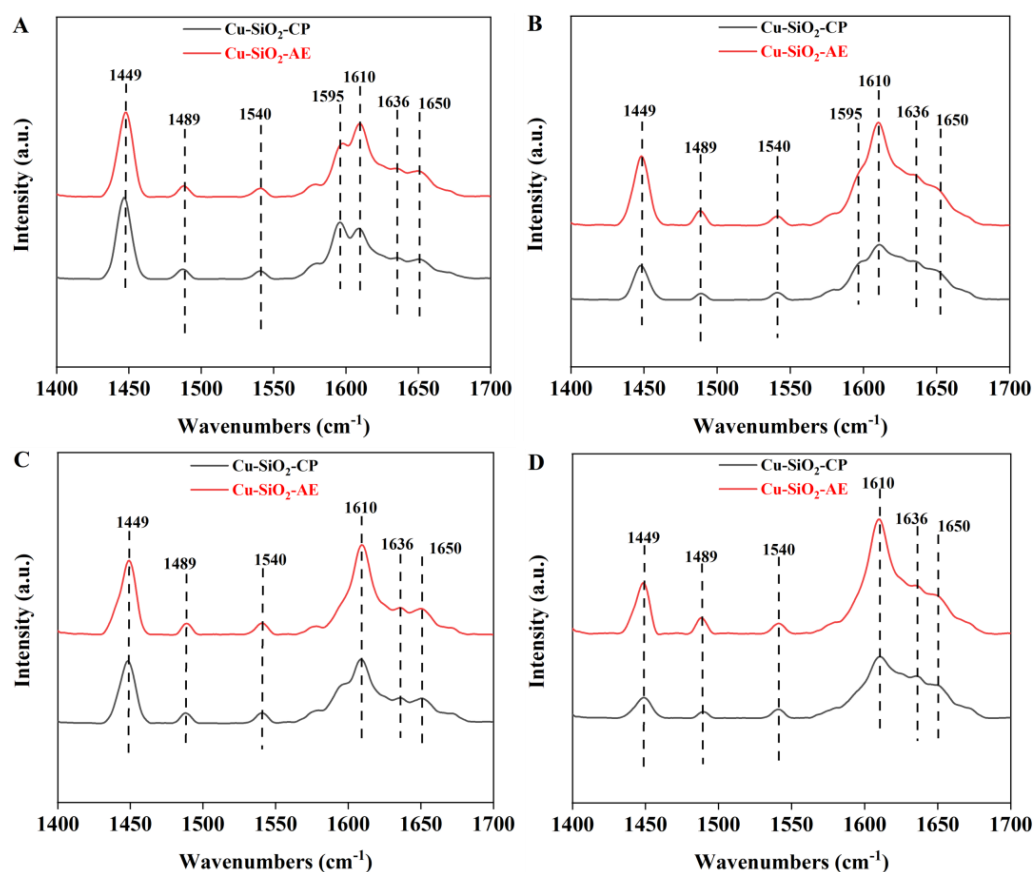 A
Cu-SiO₂-CP
Cu-SiO₂-AE
1449
1489
1540
1595
1610
1636
1650
Intensity (a.u.)
1400 1450 1500 1550 1600 1650 1700
Wavenumbers (cm⁻¹)
B
Cu-SiO₂-CP
Cu-SiO₂-AE
1449
1489
1540
1595
1610
1636
1650
Intensity (a.u.)
1400 1450 1500 1550 1600 1650 1700
Wavenumbers (cm⁻¹)
C
Cu-SiO₂-CP
Cu-SiO₂-AE
1449
1489
1540
1610
1636
1650
Intensity (a.u.)
1400 1450 1500 1550 1600 1650 1700
Wavenumbers (cm⁻¹)
D
Cu-SiO₂-CP
Cu-SiO₂-AE
1449
1489
1540
1610
1636
1650
Intensity (a.u.)
1400 1450 1500 1550 1600 1650 1700
Wavenumbers (cm⁻¹)